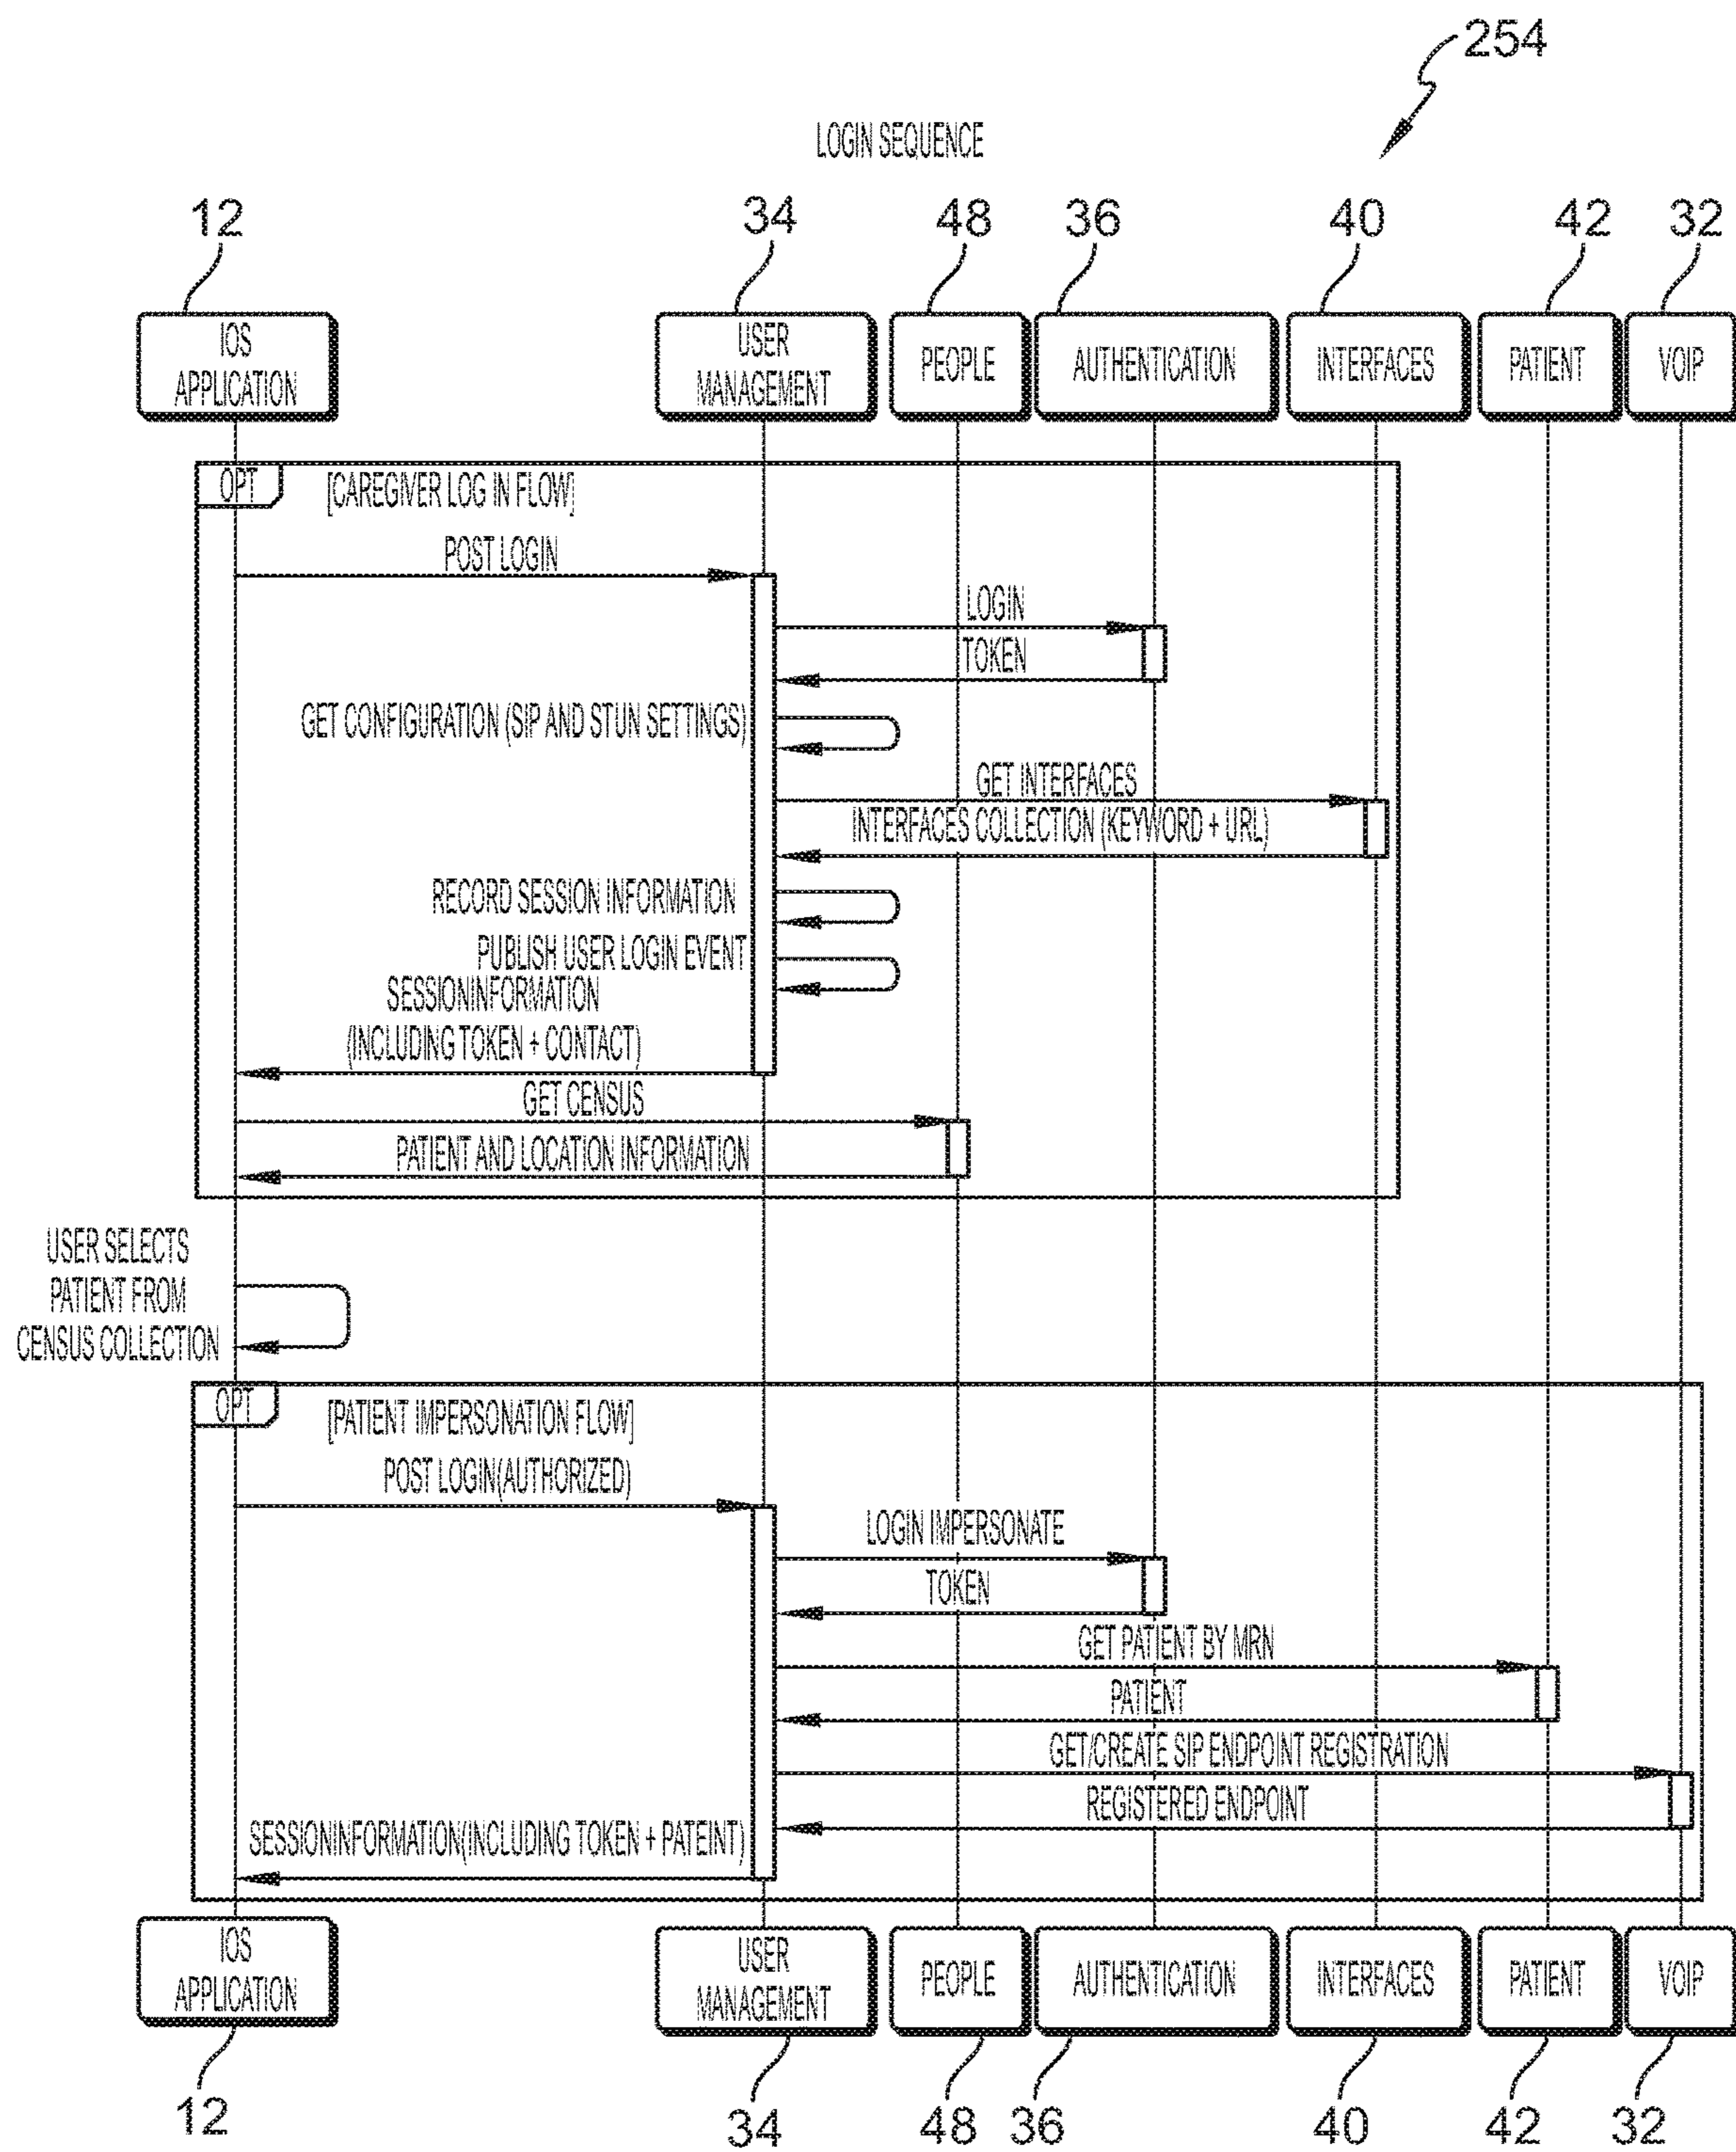 254
LOGIN SEQUENCE
12
34
48
36
40
42
32
IOS
APPLICATION
USER
MANAGEMENT
PEOPLE
AUTHENTICATION
INTERFACES
PATIENT
VOIP
OPT
[CAREGIVER LOG IN FLOW]
POST LOGIN
LOGIN
TOKEN
GET CONFIGURATION (SIP AND STUN SETTINGS)
GET INTERFACES
INTERFACES COLLECTION (KEYWORD + URL)
RECORD SESSION INFORMATION
PUBLISH USER LOGIN EVENT
SESSIONINFORMATION
(INCLUDING TOKEN + CONTACT)
GET CENSUS
PATIENT AND LOCATION INFORMATION
USER SELECTS
PATIENT FROM
CENSUS COLLECTION
OPT
[PATIENT IMPERSONATION FLOW]
POST LOGIN(AUTHORIZED)
LOGIN IMPERSONATE
TOKEN
GET PATIENT BY MRN
PATIENT
GET/CREATE SIP ENDPOINT REGISTRATION
REGISTERED ENDPOINT
SESSIONINFORMATION(INCLUDING TOKEN + PATEINT)
IOS
APPLICATION
USER
MANAGEMENT
PEOPLE
AUTHENTICATION
INTERFACES
PATIENT
VOIP
12
34
48
36
40
42
32